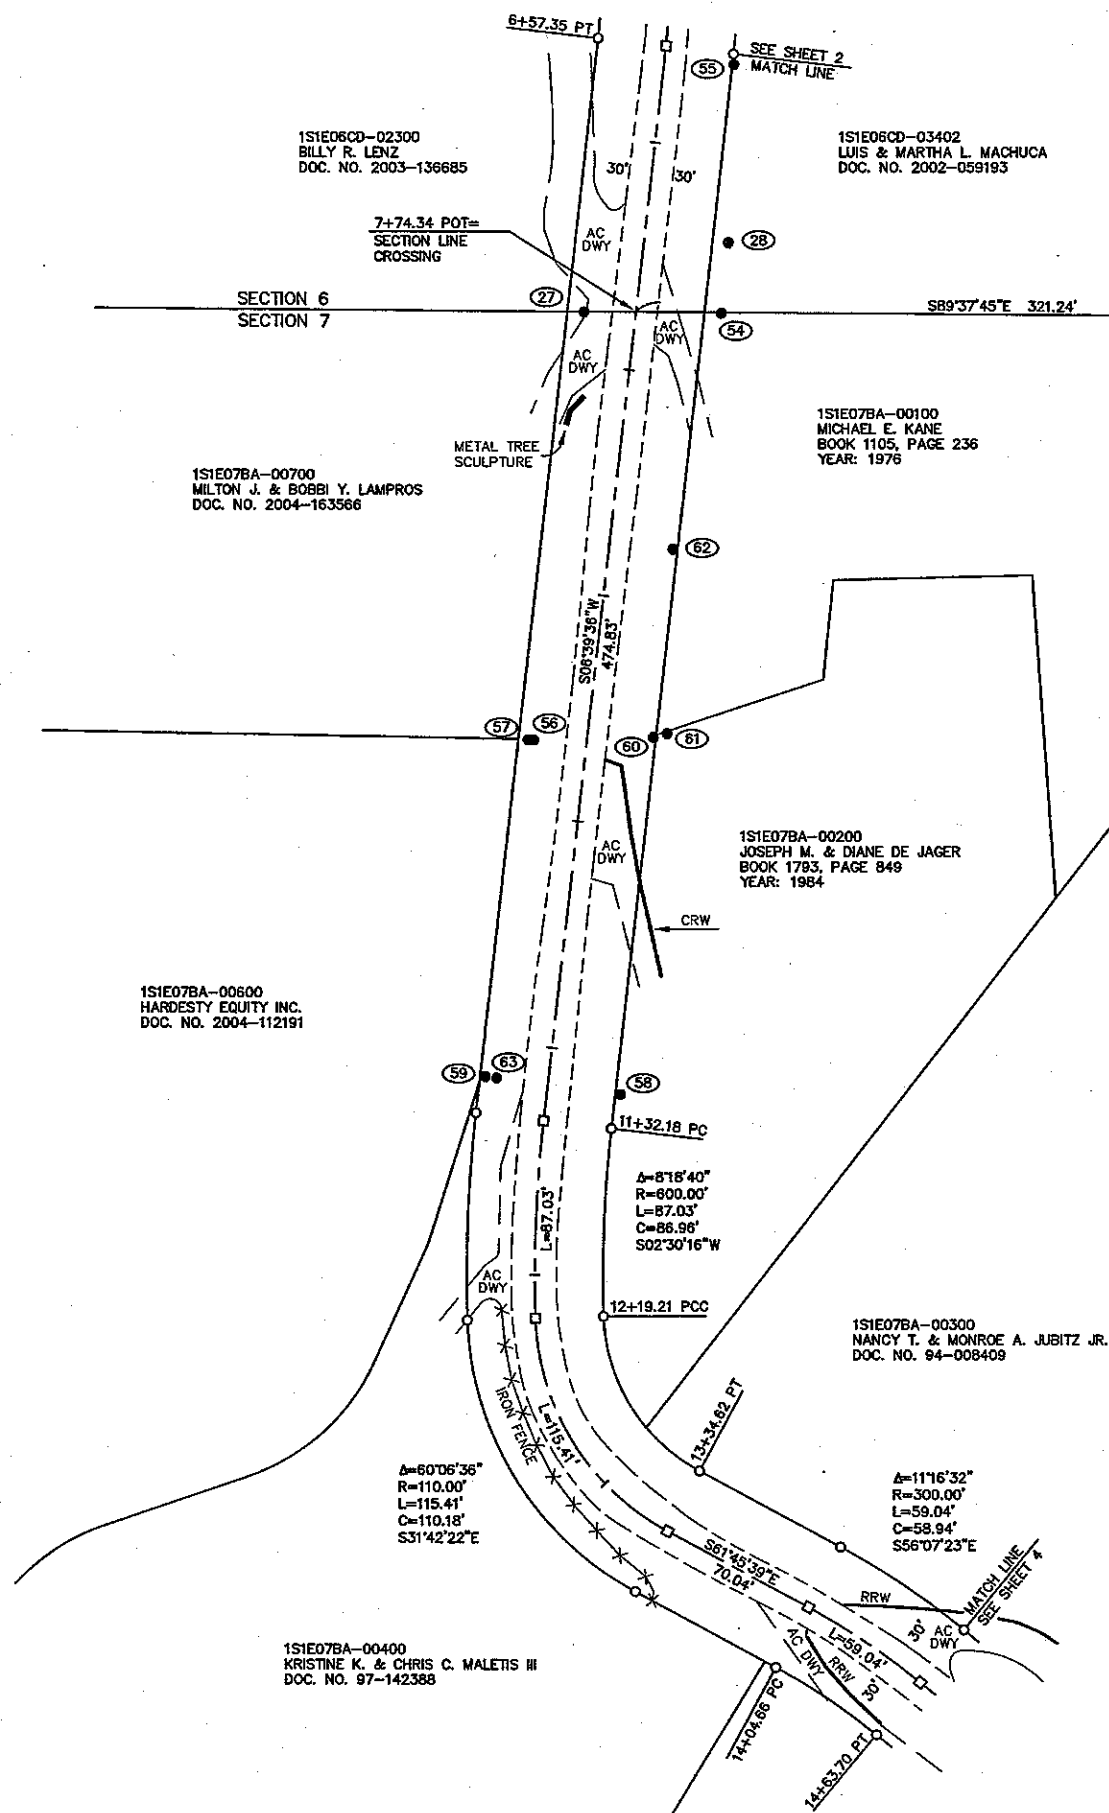 6+57.35 PT
SEE SHEET 2
MATCH LINE
55
1S1E06CD-02300
BILLY R. LENZ
DOC. NO. 2003-136685
1S1E06CD-03402
LUIS & MARTHA L. MACHUCA
DOC. NO. 2002-059193
30'
30'
7+74.34 POT=
SECTION LINE
CROSSING
AC
DWY
28
SECTION 6
SECTION 7
27
S89°37'45"E 321.24'
54
AC
DWY
AC
DWY
METAL TREE
SCULPTURE
1S1E07BA-00100
MICHAEL E. KANE
BOOK 1105, PAGE 236
YEAR: 1976
1S1E07BA-00700
MILTON J. & BOBBI Y. LAMPROS
DOC. NO. 2004-163566
62
S06°39'36"W
474.83'
57
56
60
61
AC
DWY
1S1E07BA-00200
JOSEPH M. & DIANE DE JAGER
BOOK 1793, PAGE 849
YEAR: 1984
CRW
1S1E07BA-00600
HARDESTY EQUITY INC.
DOC. NO. 2004-112191
59
63
58
11+32.18 PC
Δ=8°18'40"
R=600.00'
L=87.03'
C=86.96'
S02°30'16"W
L=87.03'
AC
DWY
12+19.21 PCC
1S1E07BA-00300
NANCY T. & MONROE A. JUBITZ JR.
DOC. NO. 94-008409
IRON FENCE
L=115.41'
13+34.62 PT
Δ=60°06'36"
R=110.00'
L=115.41'
C=110.18'
S31°42'22"E
Δ=11°16'32"
R=300.00'
L=59.04'
C=58.94'
S56°07'23"E
S61°45'39"E
70.04'
MATCH LINE
SEE SHEET 4
RRW
30'
AC
DWY
L=59.04'
AC DWY
RRW
30'
1S1E07BA-00400
KRISTINE K. & CHRIS C. MALETIS III
DOC. NO. 97-142388
14+04.66 PC
14+63.70 PT